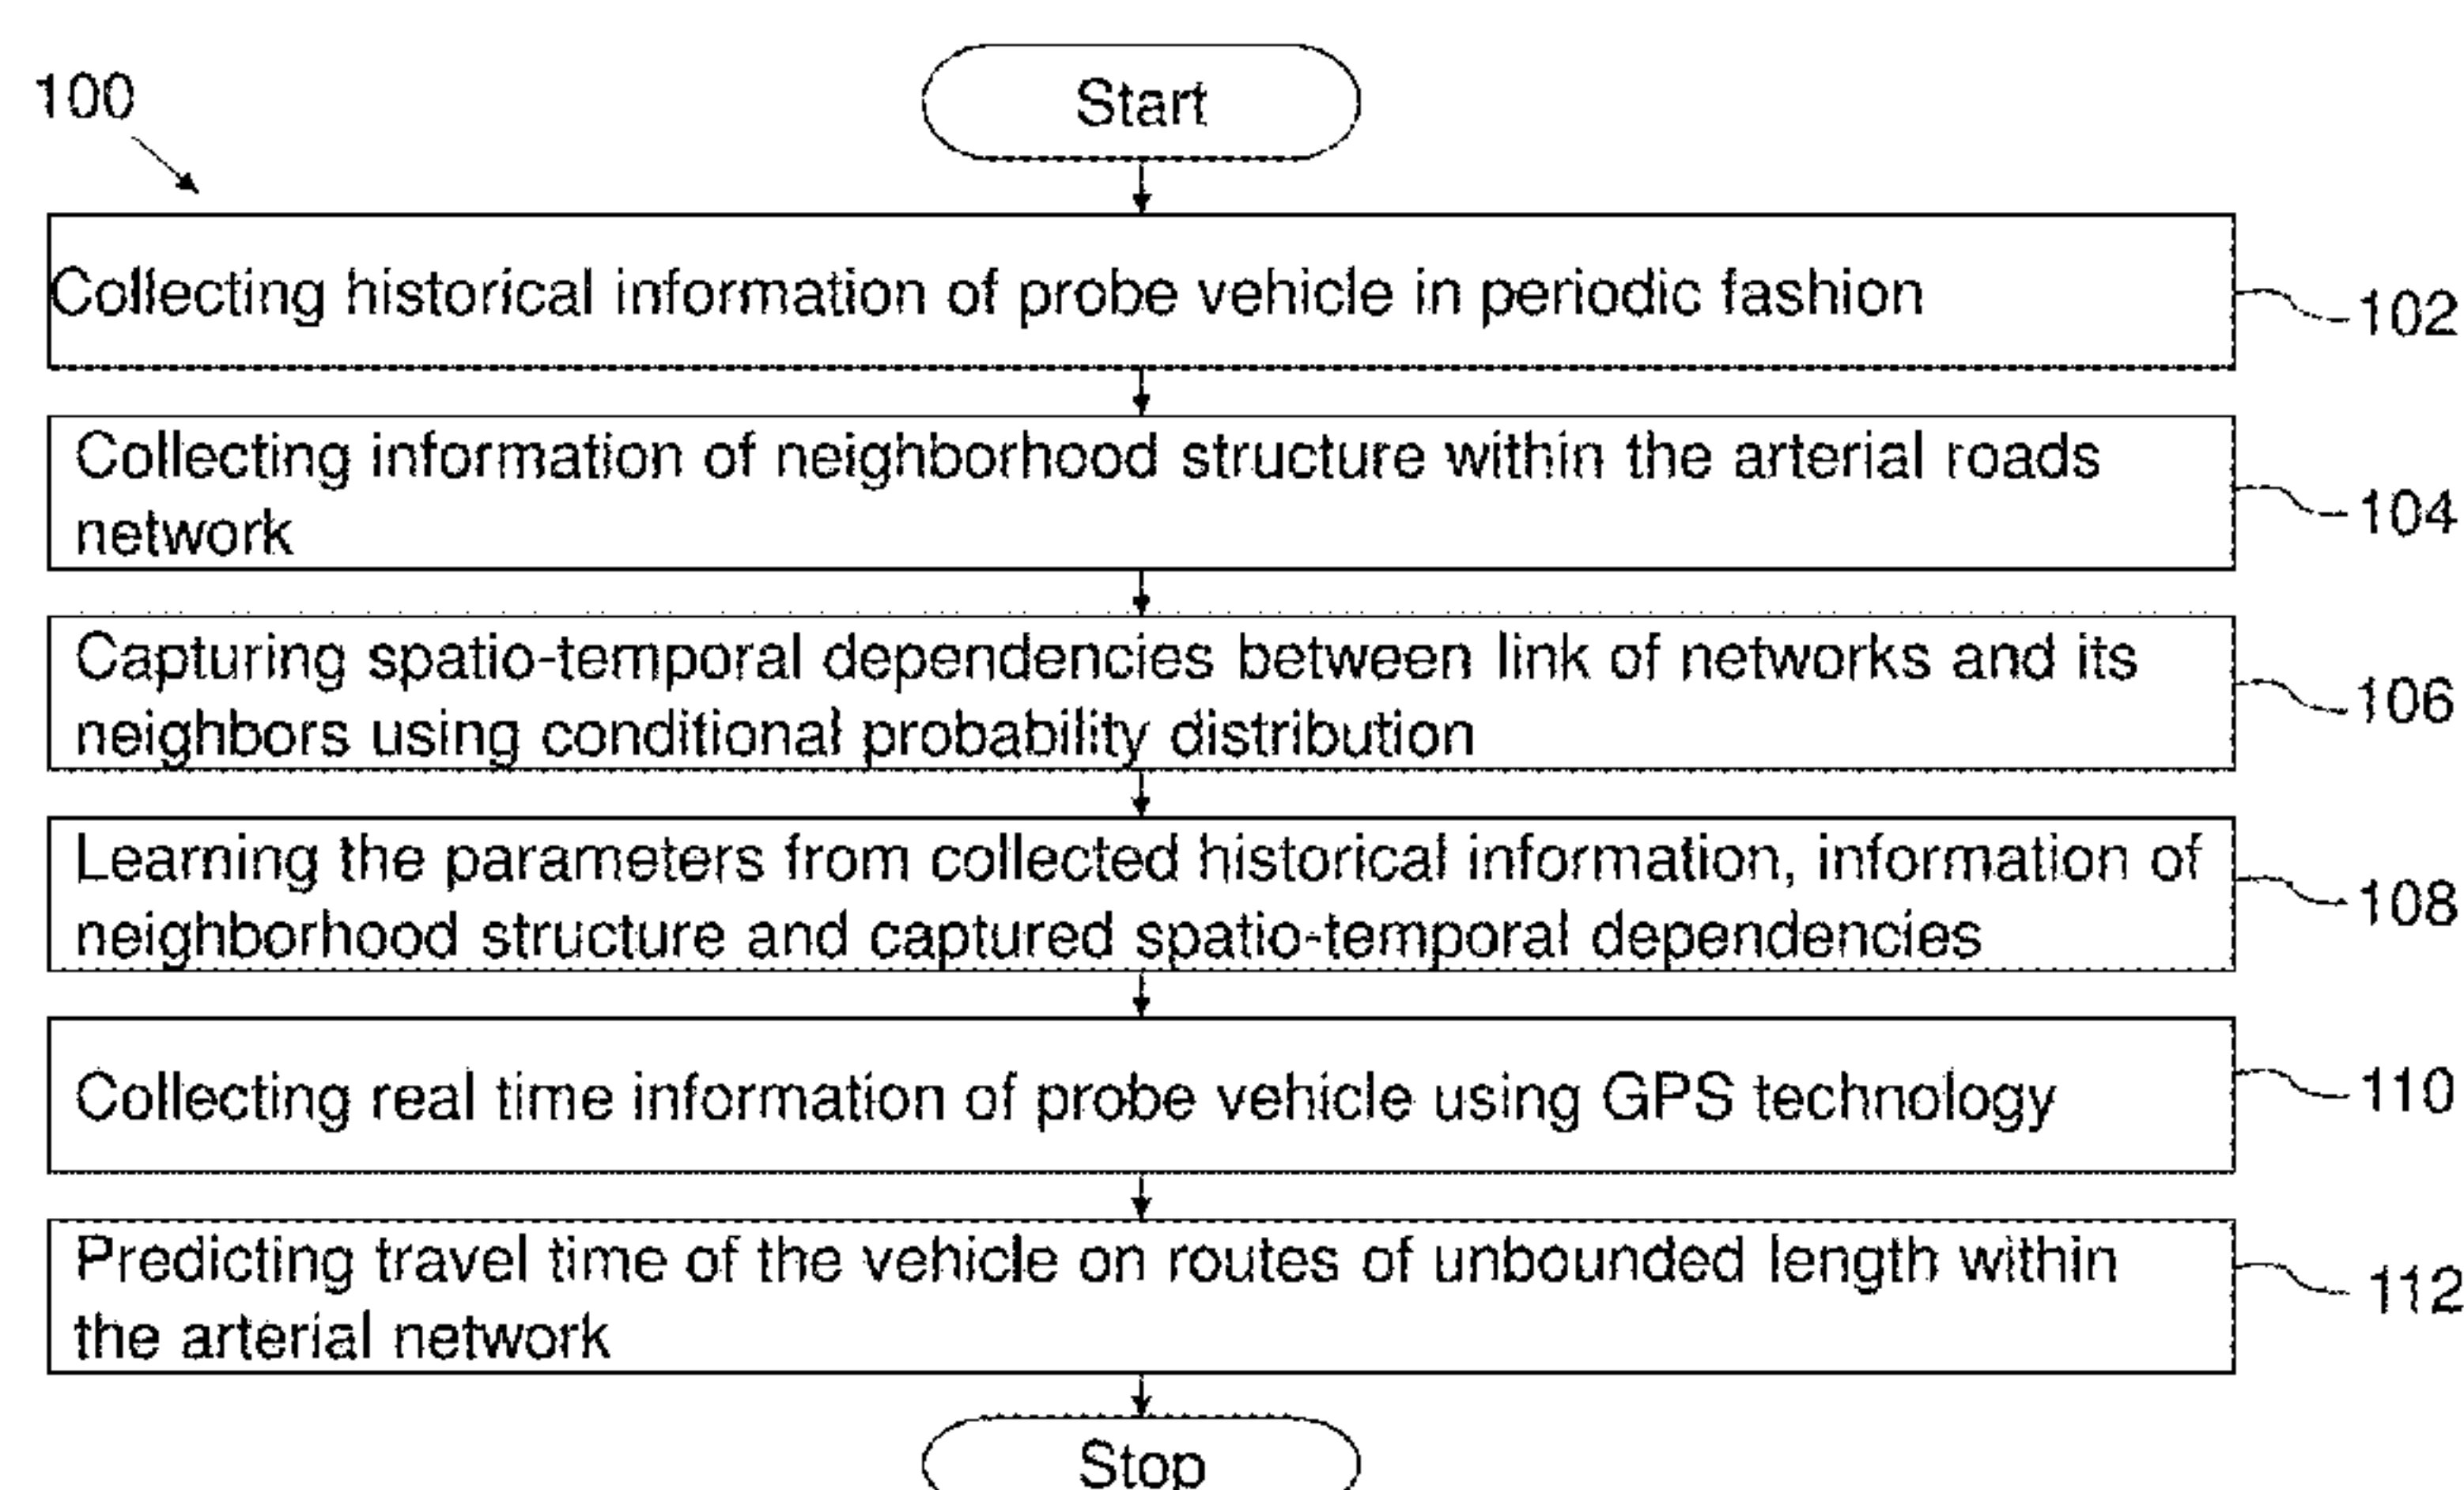 100
Start
Collecting historical information of probe vehicle in periodic fashion
102
Collecting information of neighborhood structure within the arterial roads
network
104
Capturing spatio-temporal dependencies between link of networks and its
neighbors using conditional probability distribution
106
Learning the parameters from collected historical information, information of
neighborhood structure and captured spatio-temporal dependencies
108
Collecting real time information of probe vehicle using GPS technology
110
Predicting travel time of the vehicle on routes of unbounded length within
the arterial network
112
Stop